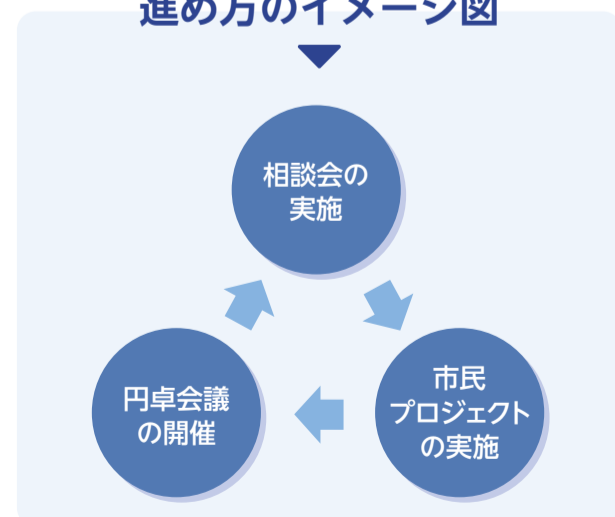 進め方のイメージ図
相談会の
実施
市民
プロジェクト
の実施
円卓会議
の開催